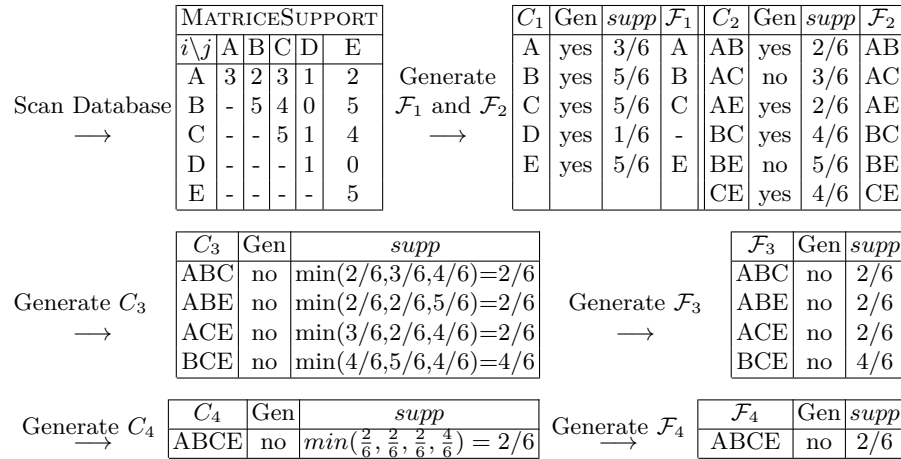 MATRICESUPPORT
i\j A B C D E
A 3 2 3 1 2
B - 5 4 0 5
C - - 5 1 4
D - - - 1 0
E - - - - 5
Scan Database
⟶
Generate
ℱ₁ and ℱ₂
⟶
C₁ Gen supp ℱ₁ C₂ Gen supp ℱ₂
A yes 3/6 A AB yes 2/6 AB
B yes 5/6 B AC no 3/6 AC
C yes 5/6 C AE yes 2/6 AE
D yes 1/6 - BC yes 4/6 BC
E yes 5/6 E BE no 5/6 BE
CE yes 4/6 CE
Generate C₃
⟶
C₃ Gen supp
ABC no min(2/6,3/6,4/6)=2/6
ABE no min(2/6,2/6,5/6)=2/6
ACE no min(3/6,2/6,4/6)=2/6
BCE no min(4/6,5/6,4/6)=4/6
Generate ℱ₃
⟶
ℱ₃ Gen supp
ABC no 2/6
ABE no 2/6
ACE no 2/6
BCE no 4/6
Generate C₄
⟶
C₄ Gen supp
ABCE no min(2/6, 2/6, 2/6, 4/6) = 2/6
Generate ℱ₄
⟶
ℱ₄ Gen supp
ABCE no 2/6